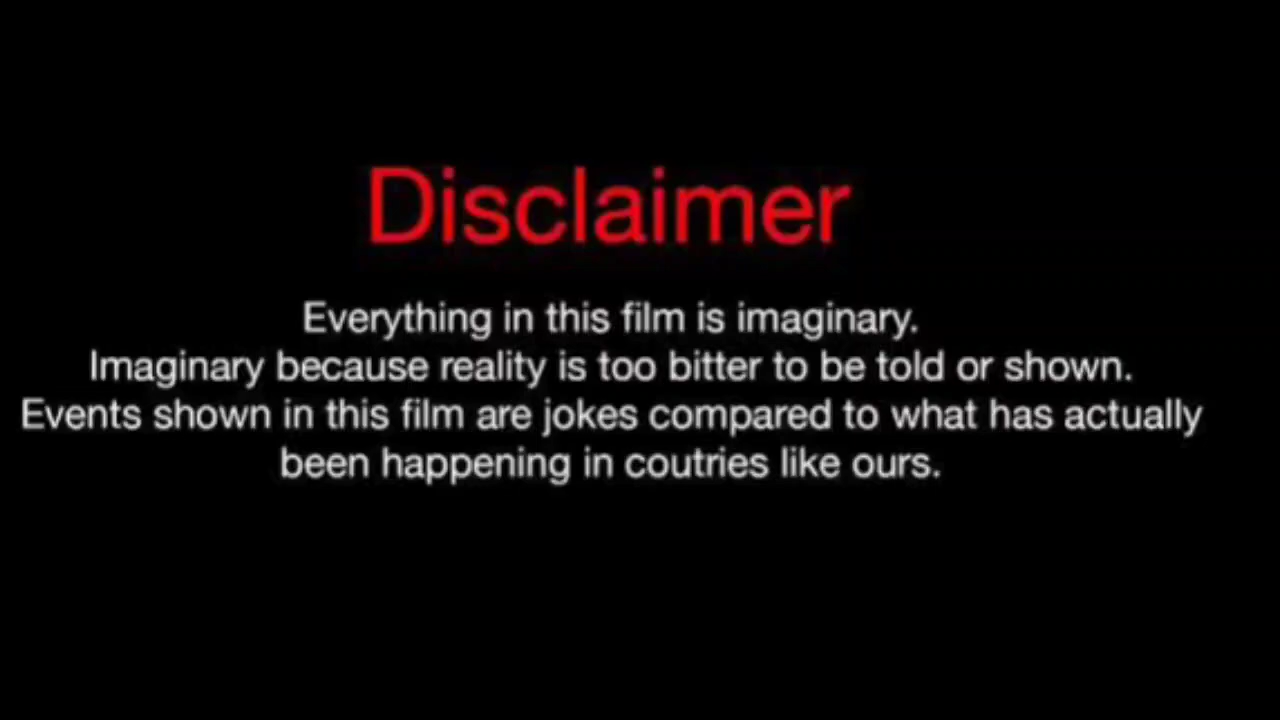 Disclaimer
Everything in this film is imaginary.
Imaginary because reality is too bitter to be told or shown.
Events shown in this film are jokes compared to what has actually
been happening in coutries like ours.